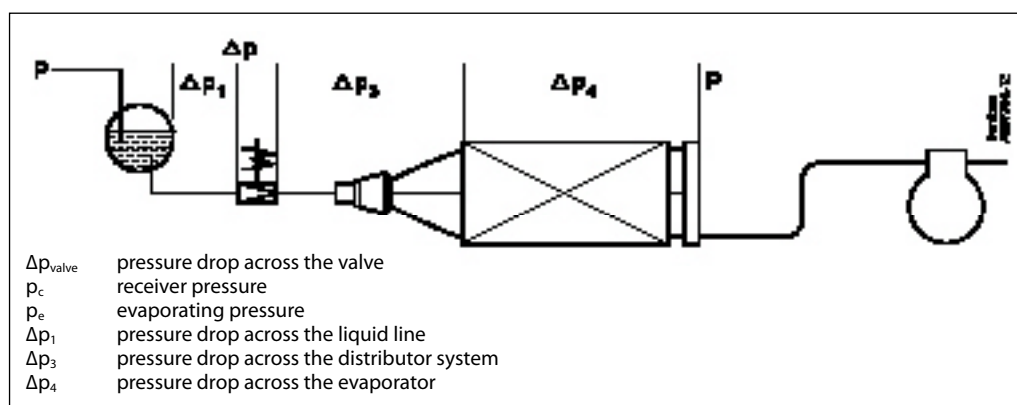 Δp
P Δp₁ Δp₃ Δp₄ P
Δp_valve pressure drop across the valve
p_c receiver pressure
p_e evaporating pressure
Δp₁ pressure drop across the liquid line
Δp₃ pressure drop across the distributor system
Δp₄ pressure drop across the evaporator